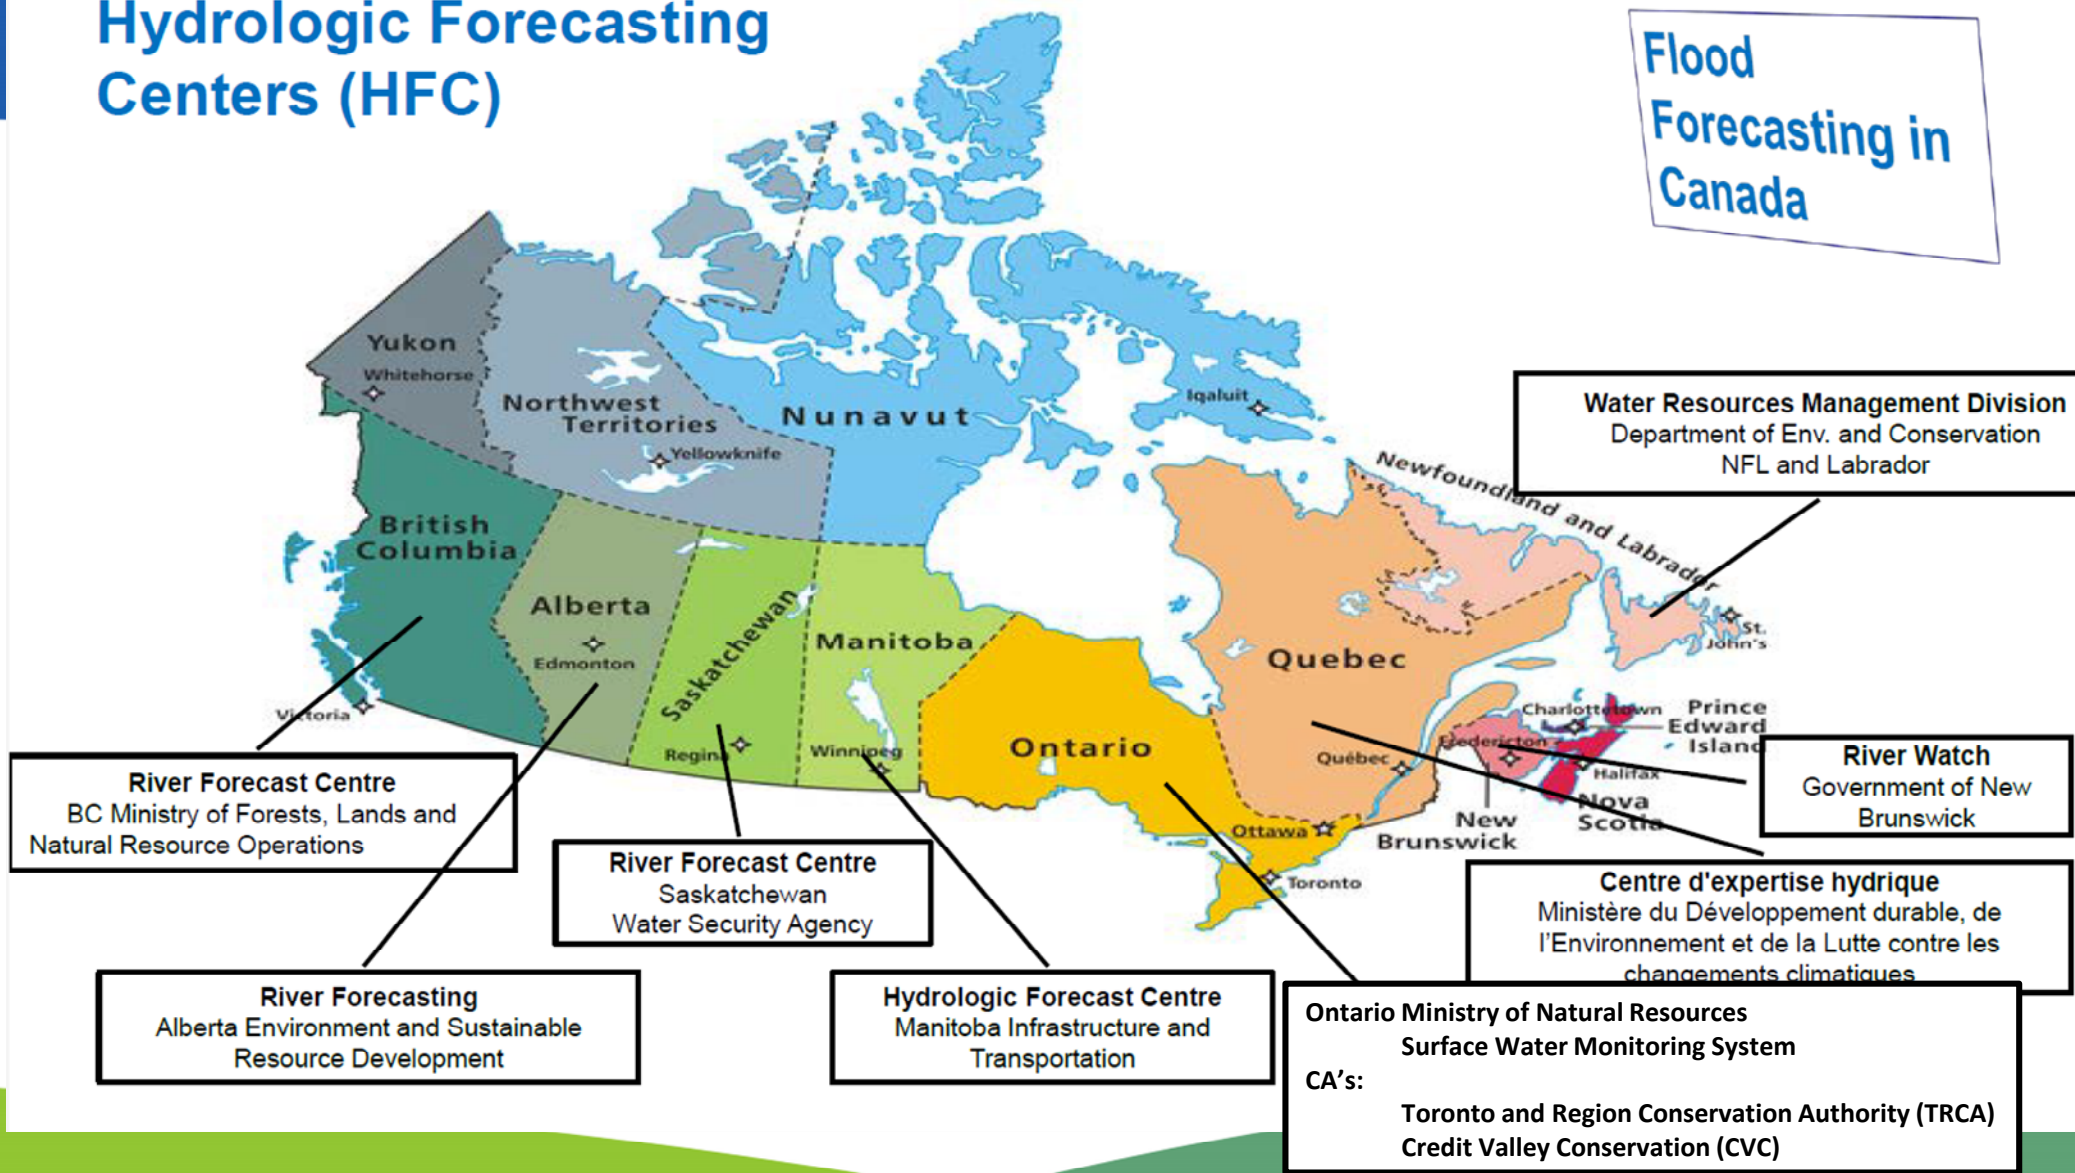 Hydrologic Forecasting
Centers (HFC)
Flood
Forecasting in
Canada
Yukon
Whitehorse
Northwest
Territories
Yellowknife
Nunavut
Iqaluit
British
Columbia
Victoria
Alberta
Edmonton
Saskatchewan
Regina
Manitoba
Winnipeg
Ontario
Ottawa
Toronto
Quebec
Québec
Newfoundland and Labrador
St.
John's
Charlottetown
Prince
Edward
Island
Fredericton
Halifax
Nova
Scotia
New
Brunswick
Water Resources Management Division
Department of Env. and Conservation
NFL and Labrador
River Watch
Government of New
Brunswick
River Forecast Centre
BC Ministry of Forests, Lands and
Natural Resource Operations
River Forecast Centre
Saskatchewan
Water Security Agency
Centre d'expertise hydrique
Ministère du Développement durable, de
l'Environnement et de la Lutte contre les
changements climatiques
River Forecasting
Alberta Environment and Sustainable
Resource Development
Hydrologic Forecast Centre
Manitoba Infrastructure and
Transportation
Ontario Ministry of Natural Resources
Surface Water Monitoring System
CA's:
Toronto and Region Conservation Authority (TRCA)
Credit Valley Conservation (CVC)